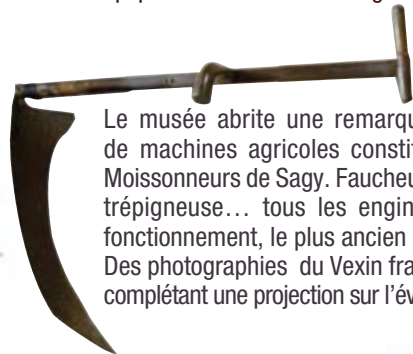 Le musée abrite une remarqu
de machines agricoles constit
Moissonneurs de Sagy. Faucheu
trépigneuse… tous les engin
fonctionnement, le plus ancien
Des photographies du Vexin fra
complétant une projection sur l'év